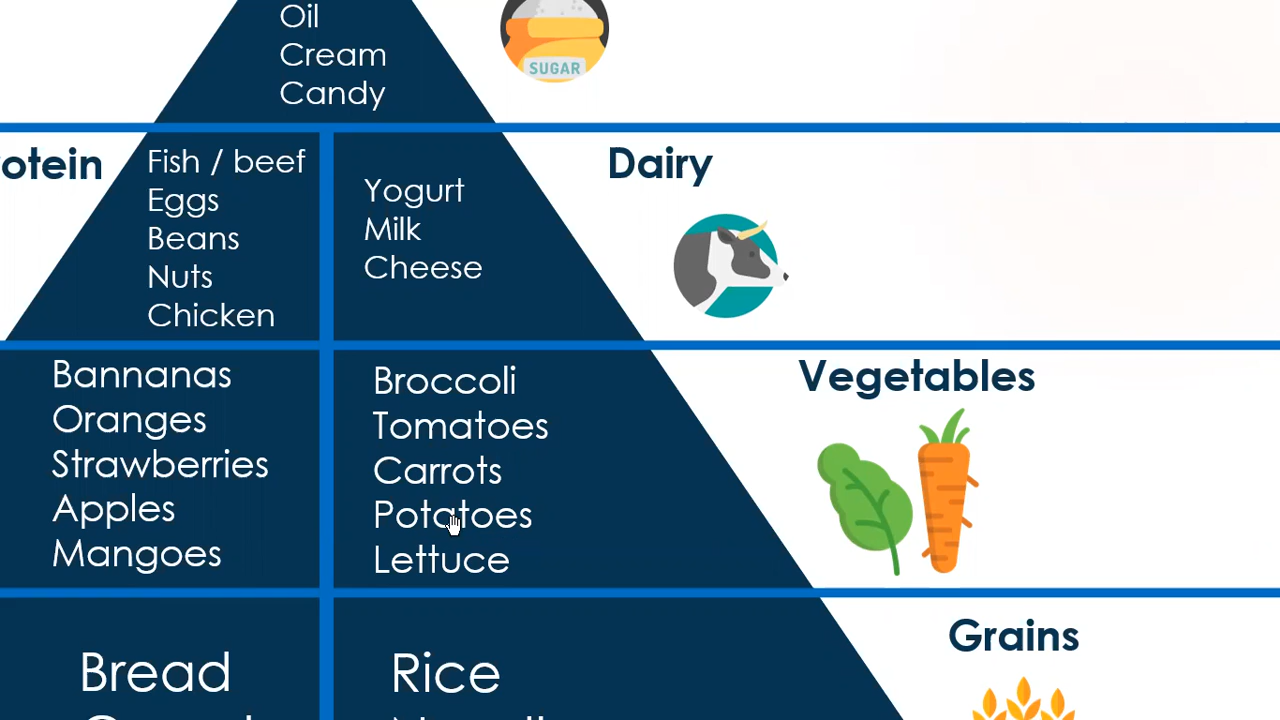 Oil
Cream
Candy
SUGAR
otein
Fish / beef
Eggs
Beans
Nuts
Chicken
Yogurt
Milk
Cheese
Dairy
Bannanas
Oranges
Strawberries
Apples
Mangoes
Broccoli
Tomatoes
Carrots
Potatoes
Lettuce
Vegetables
Bread
Rice
Grains